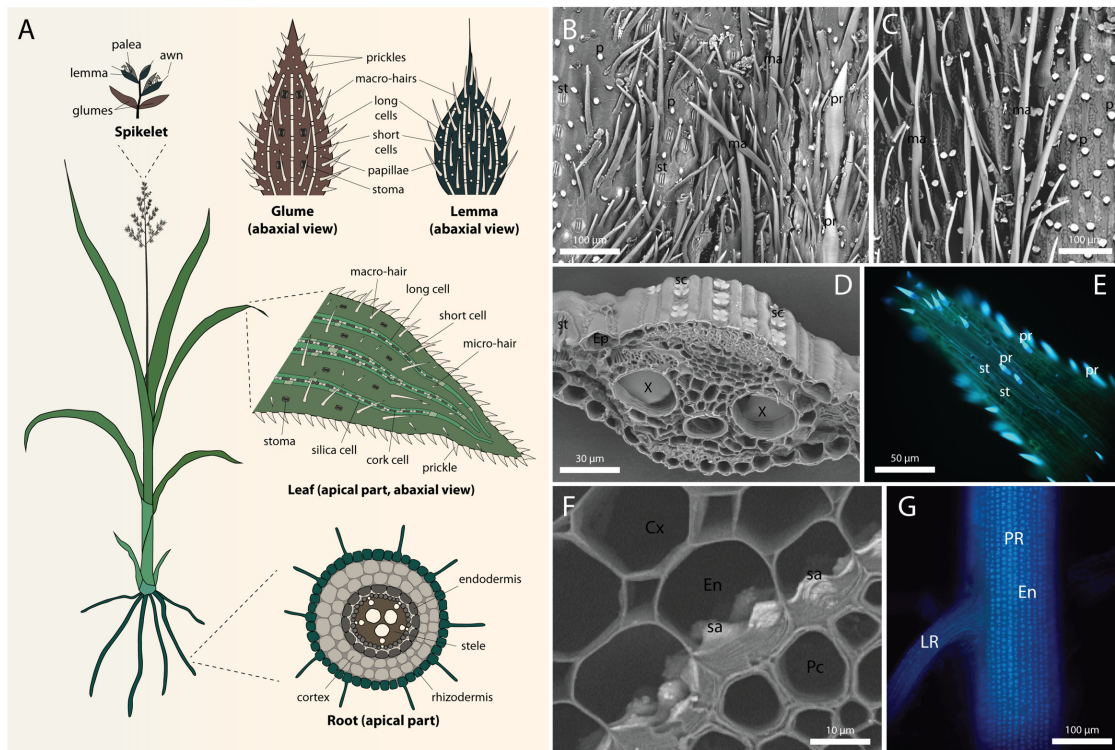 A
palea
awn
lemma
glumes
Spikelet
prickles
macro-hairs
long
cells
short
cells
papillae
stoma
Glume
(abaxial view)
Lemma
(abaxial view)
macro-hair
long cell
short cell
micro-hair
stoma
silica cell
cork cell
prickle
Leaf (apical part, abaxial view)
endodermis
stele
cortex
rhizodermis
Root (apical part)
B
p
ma
st
p
pr
ma
st
pr
100 µm
C
ma
ma
p
p
100 µm
D
sc
sc
st
Ep
X
X
30 µm
E
pr
pr
pr
st
st
50 µm
F
Cx
En
sa
sa
Pc
10 µm
G
PR
En
LR
100 µm